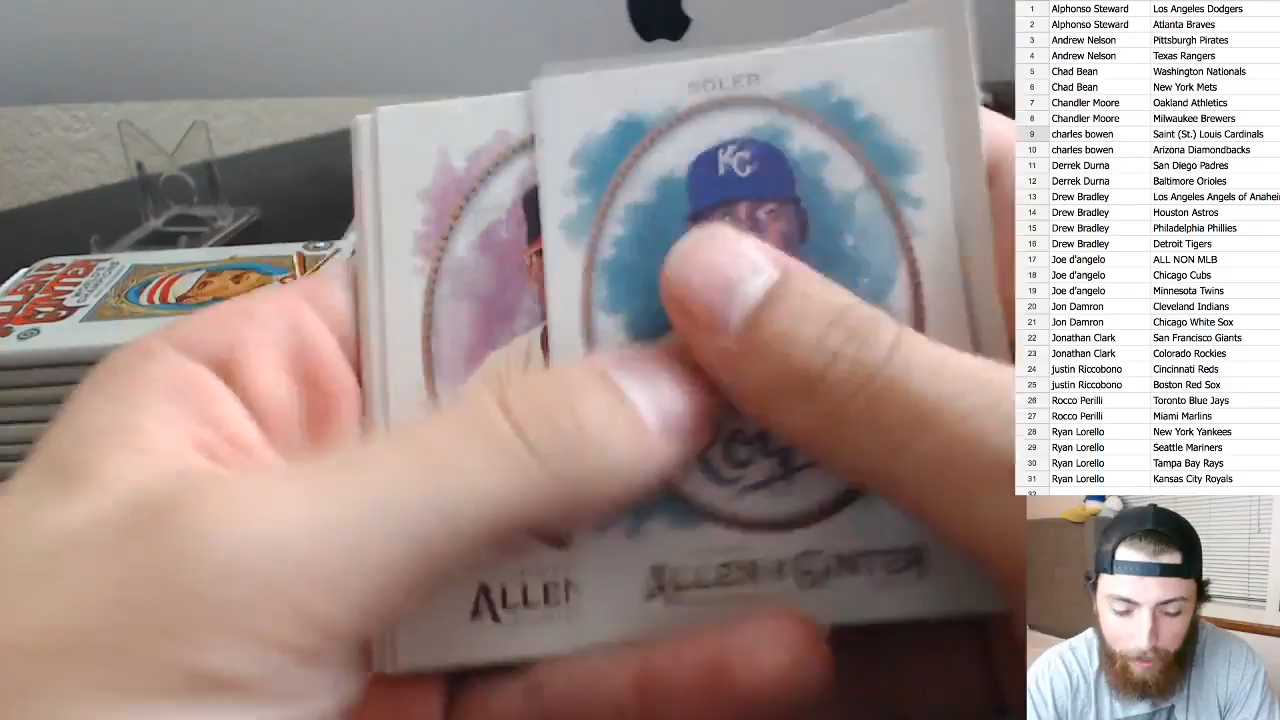 SOLER
KC
ALLEN
ALLEN & GINTER
ALLEN
GINTER
1 Alphonso Steward Los Angeles Dodgers
2 Alphonso Steward Atlanta Braves
3 Andrew Nelson Pittsburgh Pirates
4 Andrew Nelson Texas Rangers
5 Chad Bean Washington Nationals
6 Chad Bean New York Mets
7 Chandler Moore Oakland Athletics
8 Chandler Moore Milwaukee Brewers
9 charles bowen Saint (St.) Louis Cardinals
10 charles bowen Arizona Diamondbacks
11 Derrek Durna San Diego Padres
12 Derrek Durna Baltimore Orioles
13 Drew Bradley Los Angeles Angels of Anahei
14 Drew Bradley Houston Astros
15 Drew Bradley Philadelphia Phillies
16 Drew Bradley Detroit Tigers
17 Joe d'angelo ALL NON MLB
18 Joe d'angelo Chicago Cubs
19 Joe d'angelo Minnesota Twins
20 Jon Damron Cleveland Indians
21 Jon Damron Chicago White Sox
22 Jonathan Clark San Francisco Giants
23 Jonathan Clark Colorado Rockies
24 justin Riccobono Cincinnati Reds
25 justin Riccobono Boston Red Sox
26 Rocco Perilli Toronto Blue Jays
27 Rocco Perilli Miami Marlins
28 Ryan Lorello New York Yankees
29 Ryan Lorello Seattle Mariners
30 Ryan Lorello Tampa Bay Rays
31 Ryan Lorello Kansas City Royals